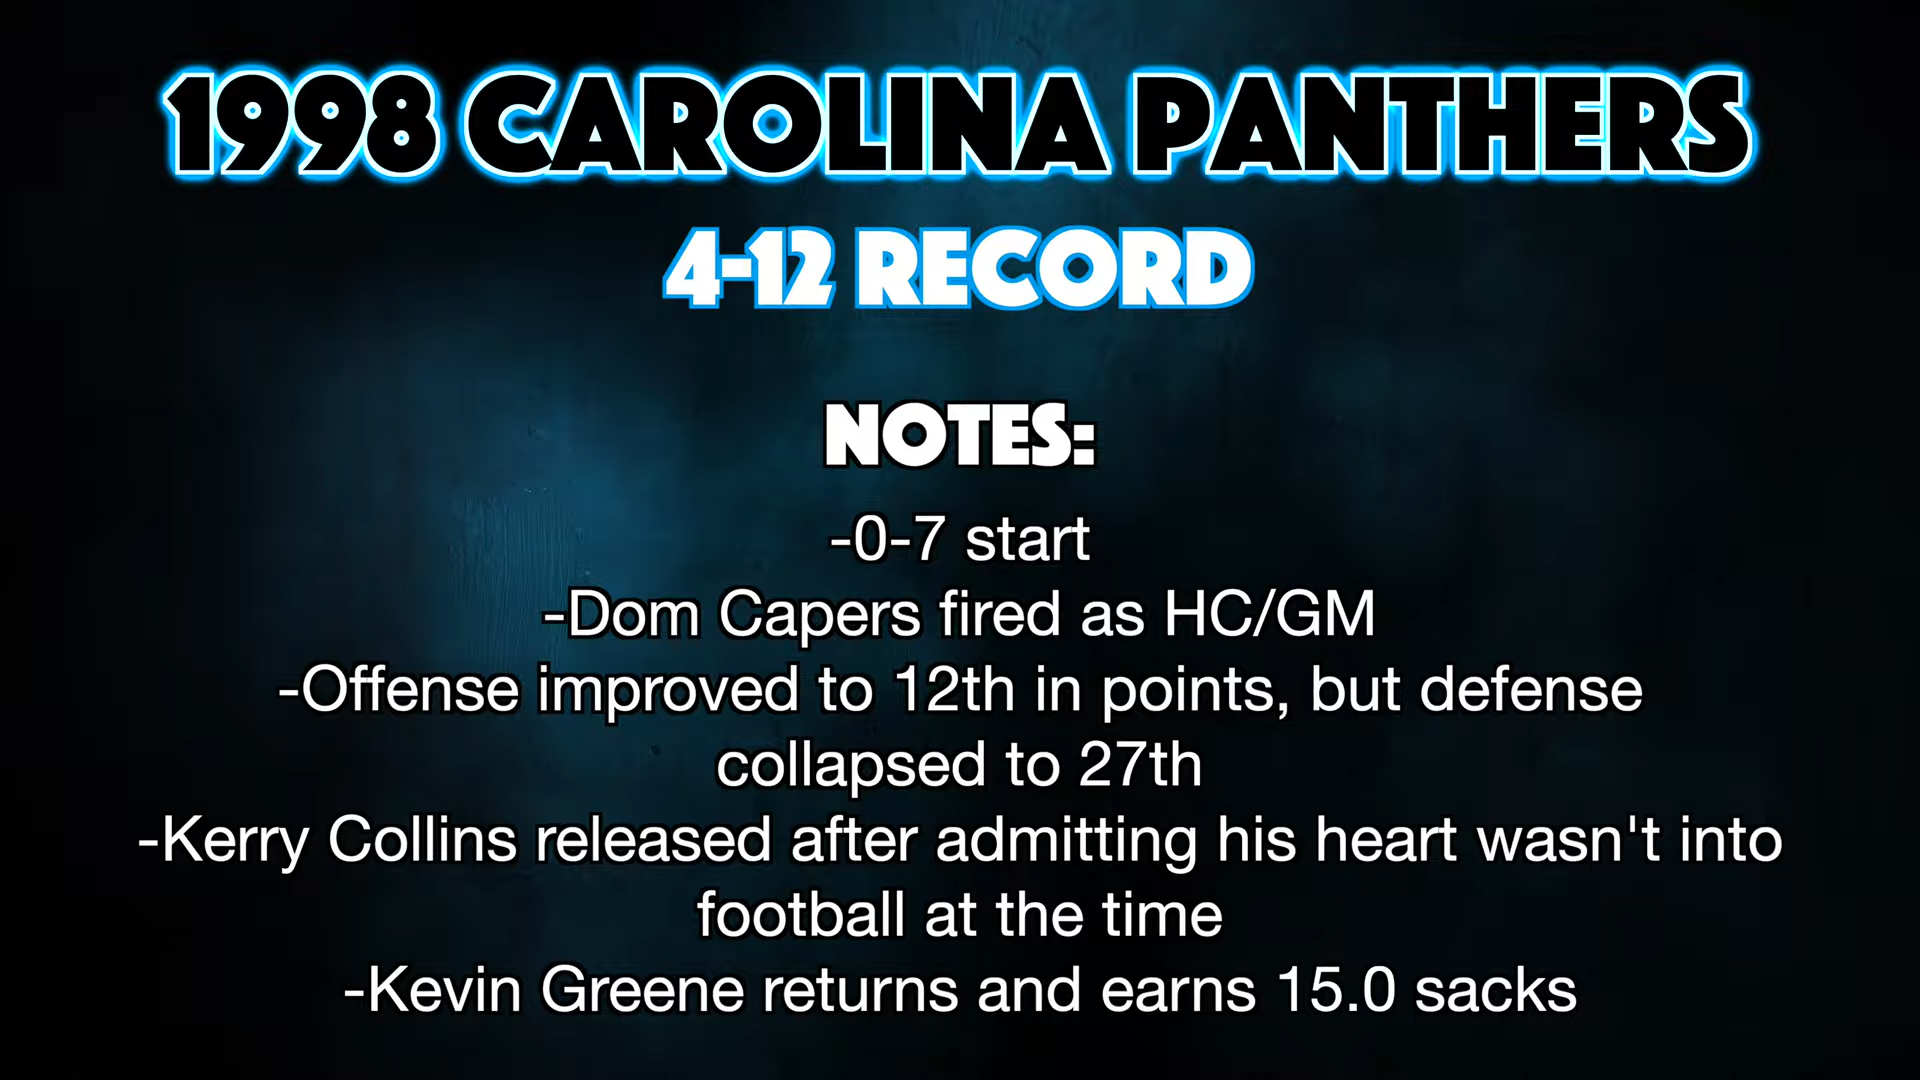 1998 CAROLINA PANTHERS
4-12 RECORD
NOTES:
-0-7 start
-Dom Capers fired as HC/GM
-Offense improved to 12th in points, but defense
collapsed to 27th
-Kerry Collins released after admitting his heart wasn't into
football at the time
-Kevin Greene returns and earns 15.0 sacks